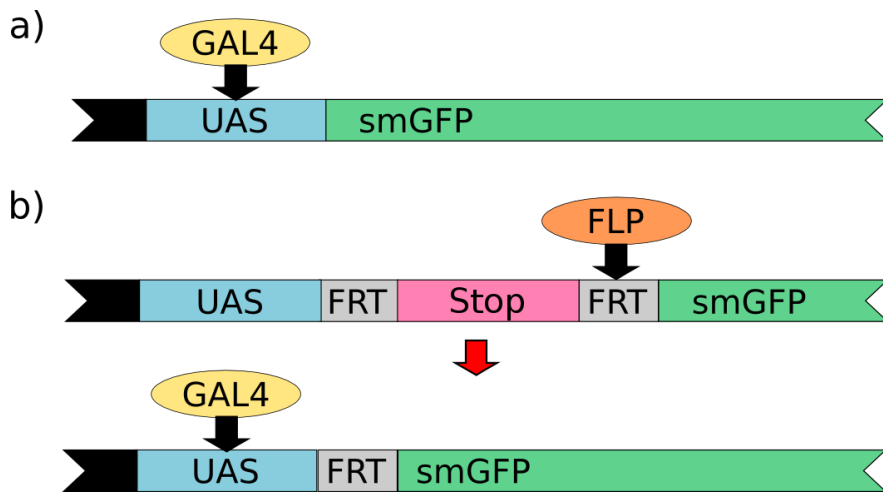 a)
GAL4
UAS smGFP
b)
FLP
UAS FRT Stop FRT smGFP
GAL4
UAS FRT smGFP